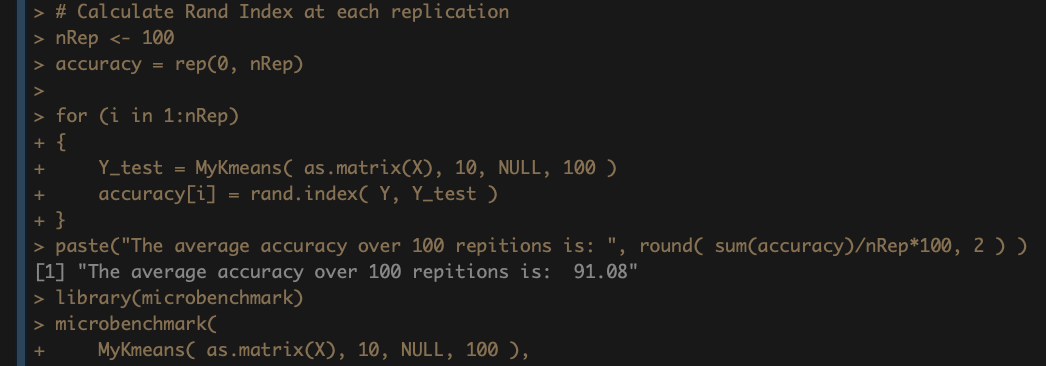 > # Calculate Rand Index at each replication
> nRep <- 100
> accuracy = rep(0, nRep)
>
> for (i in 1:nRep)
+ {
+     Y_test = MyKmeans( as.matrix(X), 10, NULL, 100 )
+     accuracy[i] = rand.index( Y, Y_test )
+ }
> paste("The average accuracy over 100 repitions is: ", round( sum(accuracy)/nRep*100, 2 ) )
[1] "The average accuracy over 100 repitions is:  91.08"
> library(microbenchmark)
> microbenchmark(
+     MyKmeans( as.matrix(X), 10, NULL, 100 ),